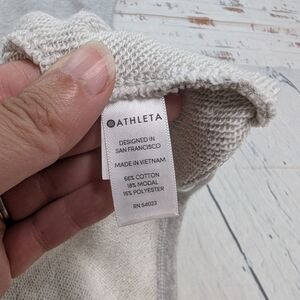 ATHLETA
DESIGNED IN
SAN FRANCISCO
MADE IN VIETNAM
66% COTTON
18% MODAL
16% POLYESTER
RN 54023